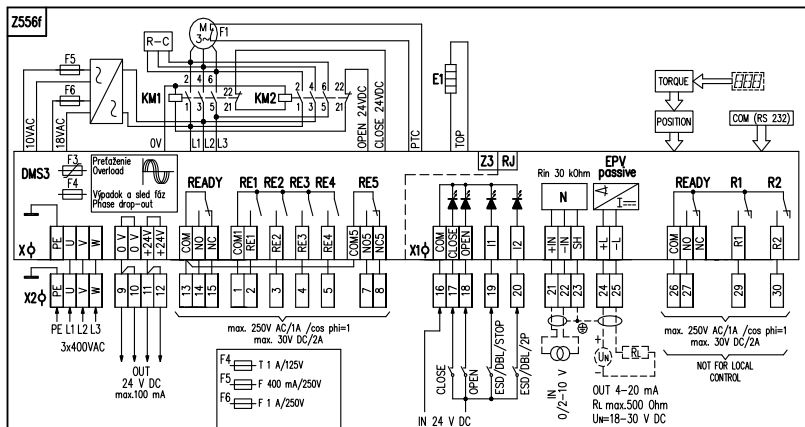 Z556f
R-C
M
3~
F1
F5
F6
2 4 6
KM1
1 3 5
22
21
KM2
2 4 6 22
1 3 5 21
E1
TORQUE
POSITION
COM (RS 232)
10VAC
18VAC
0V
L1 L2 L3
OPEN 24VDC
CLOSE 24VDC
PTC
TOP
DMS3
F3
F4
Preťaženie
Overload
Výpadok a sled fáz
Phase drop-out
READY
RE1 RE2 RE3 RE4
RE5
Z3 RJ
Rin 30 kOhm
N
EPV
passive
I
READY
R1
R2
X
PE U V W
0 V 0 V +24V +24V
COM NO NC
COM1 RE1 RE2 RE3 RE4 COM5 NO5 NC5
X1
COM CLOSE OPEN I1 I2
+IN -IN SH
+L -L
COM NO NC R1 R2
X2
PE U V W
9 10 11 12
13 14 15
1 2 3 4 5 7 8
16 17 18 19 20
21 22 23
24 25
26 27 29 30
PE L1 L2 L3
3x400VAC
OUT
24 V DC
max.100 mA
max. 250V AC/1A /cos phi=1
max. 30V DC/2A
F4 T 1 A/125V
F5 F 400 mA/250V
F6 F 1 A/250V
CLOSE
OPEN
ESD/DBL/STOP
ESD/DBL/2P
IN 24 V DC
IN
0/2-10 V
+
UN
-
RL
OUT 4-20 mA
RL max.500 Ohm
UN=18-30 V DC
max. 250V AC/1A /cos phi=1
max. 30V DC/2A
NOT FOR LOCAL
CONTROL